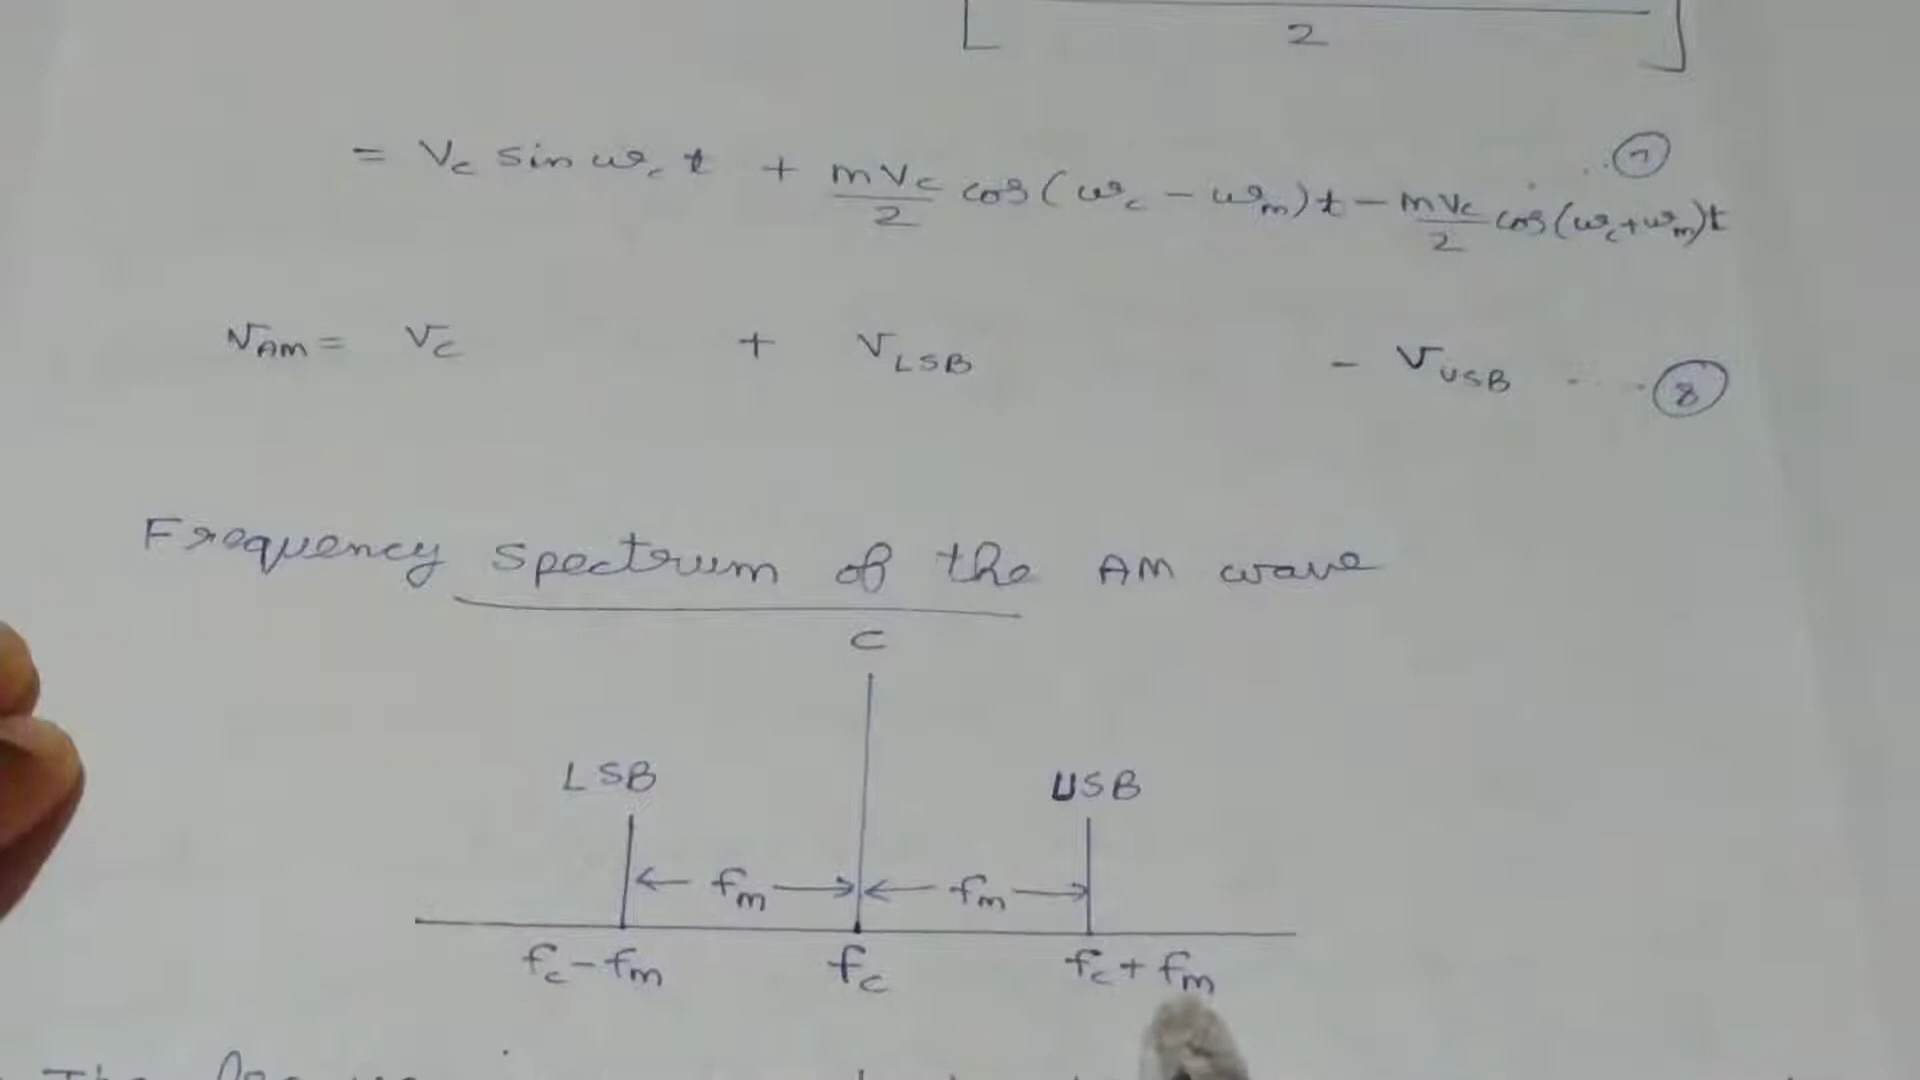 2
= Vc sin ωc t + mVc/2 cos(ωc − ωm)t − mVc/2 cos(ωc+ωm)t ... ⑦
VAM = Vc + VLSB − VUSB ... ⑧
Frequency spectrum of the AM wave
C
LSB USB
← fm → ← fm →
fc − fm fc fc + fm
The